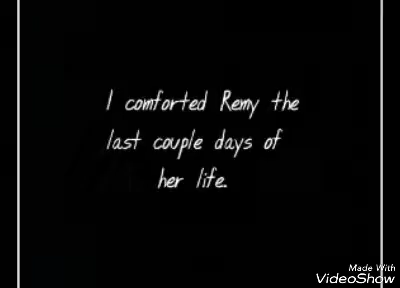 I comforted Remy the
last couple days of
her life.
Made With
VideoShow